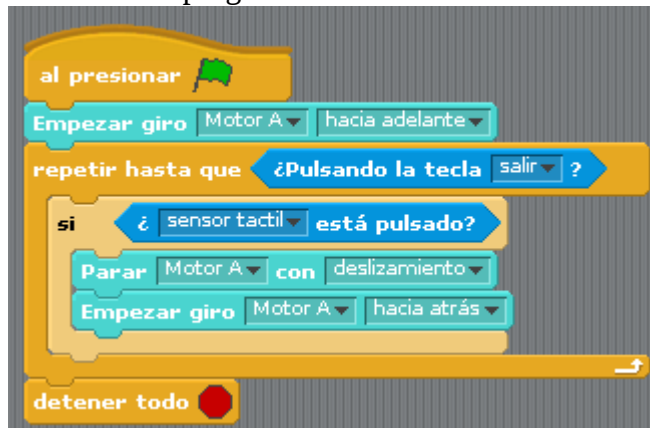 al presionar
Empezar giro Motor A hacia adelante
repetir hasta que ¿Pulsando la tecla salir ?
si ¿ sensor tactil está pulsado?
Parar Motor A con deslizamiento
Empezar giro Motor A hacia atrás
detener todo